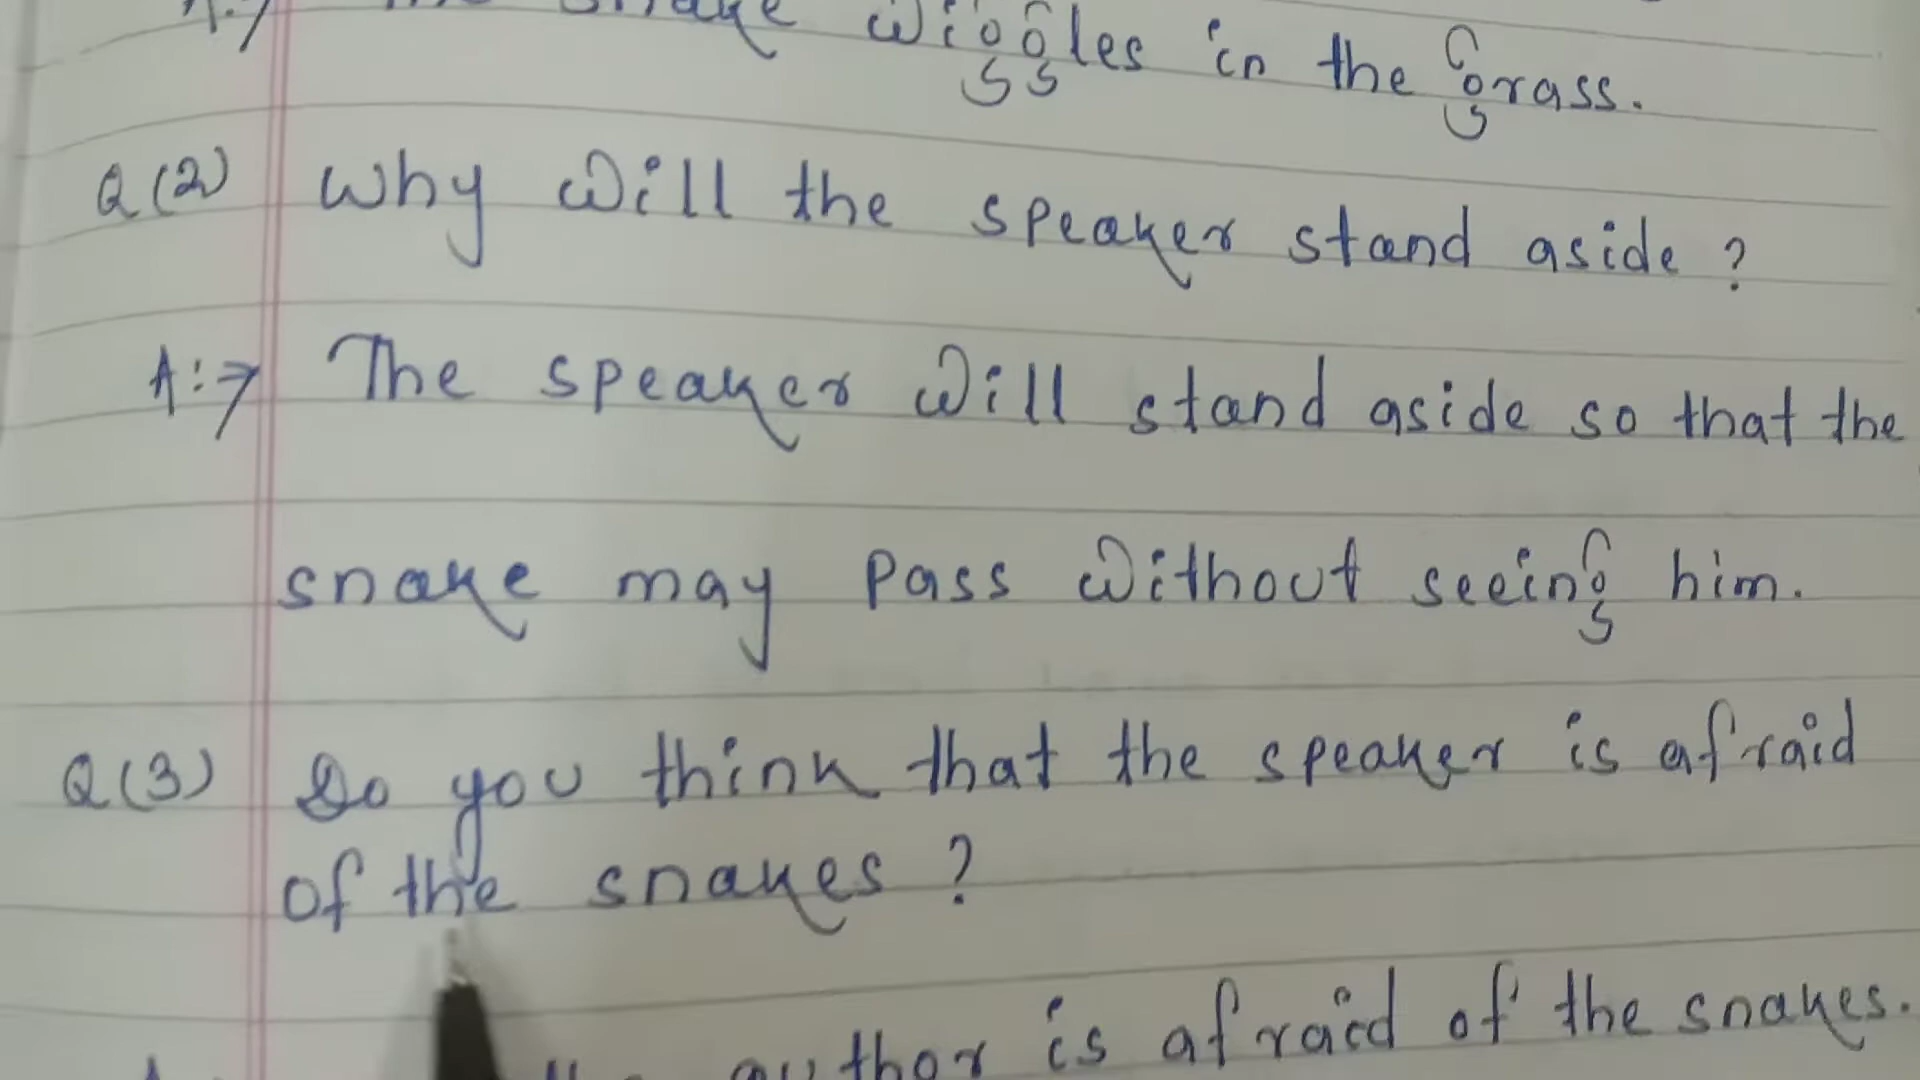 A:→ The snake wiggles in the grass.
Q(2) Why will the speaker stand aside ?
A:→ The speaker will stand aside so that the
snake may pass without seeing him.
Q(3) Do you think that the speaker is afraid
of the snakes ?
author is afraid of the snakes.